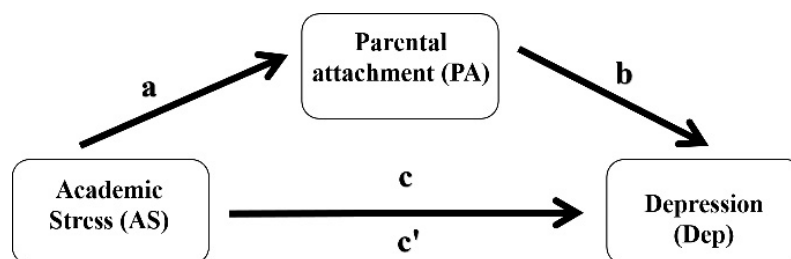 Parental
attachment (PA)
a
b
Academic
Stress (AS)
c
c'
Depression
(Dep)